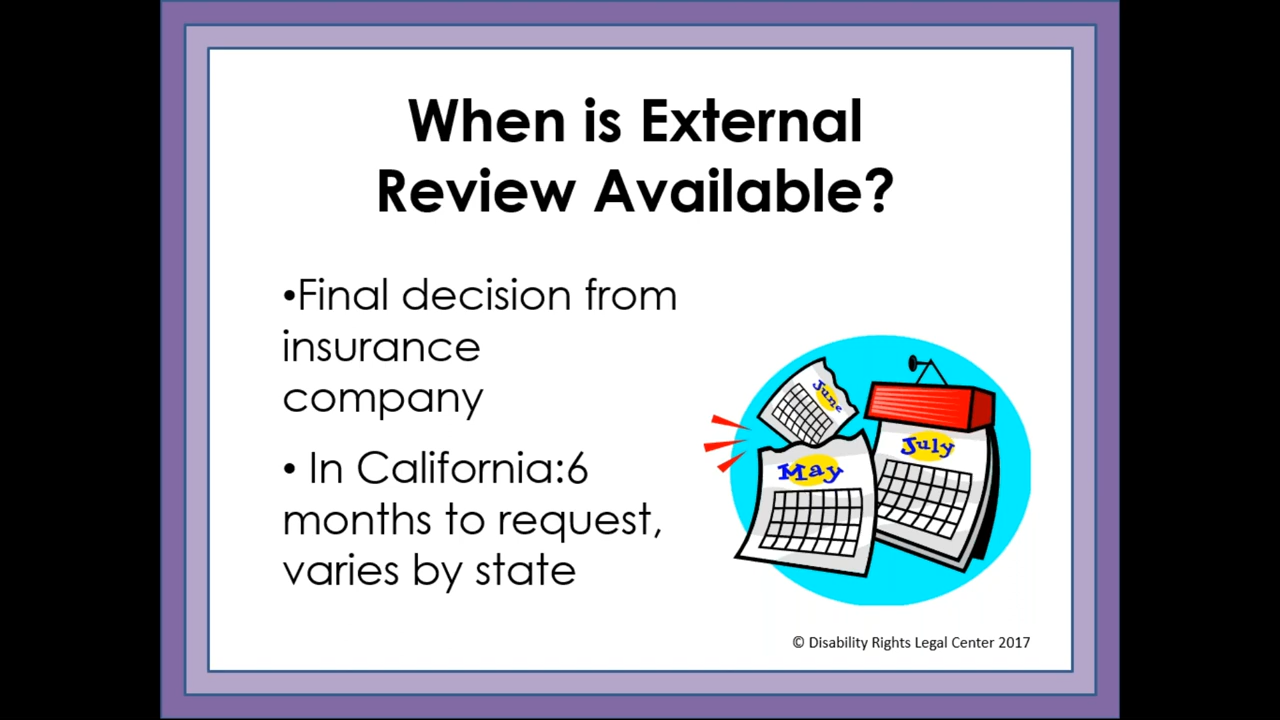 When is External
Review Available?
•Final decision from
insurance
company
• In California:6
months to request,
varies by state
June
May
July
© Disability Rights Legal Center 2017